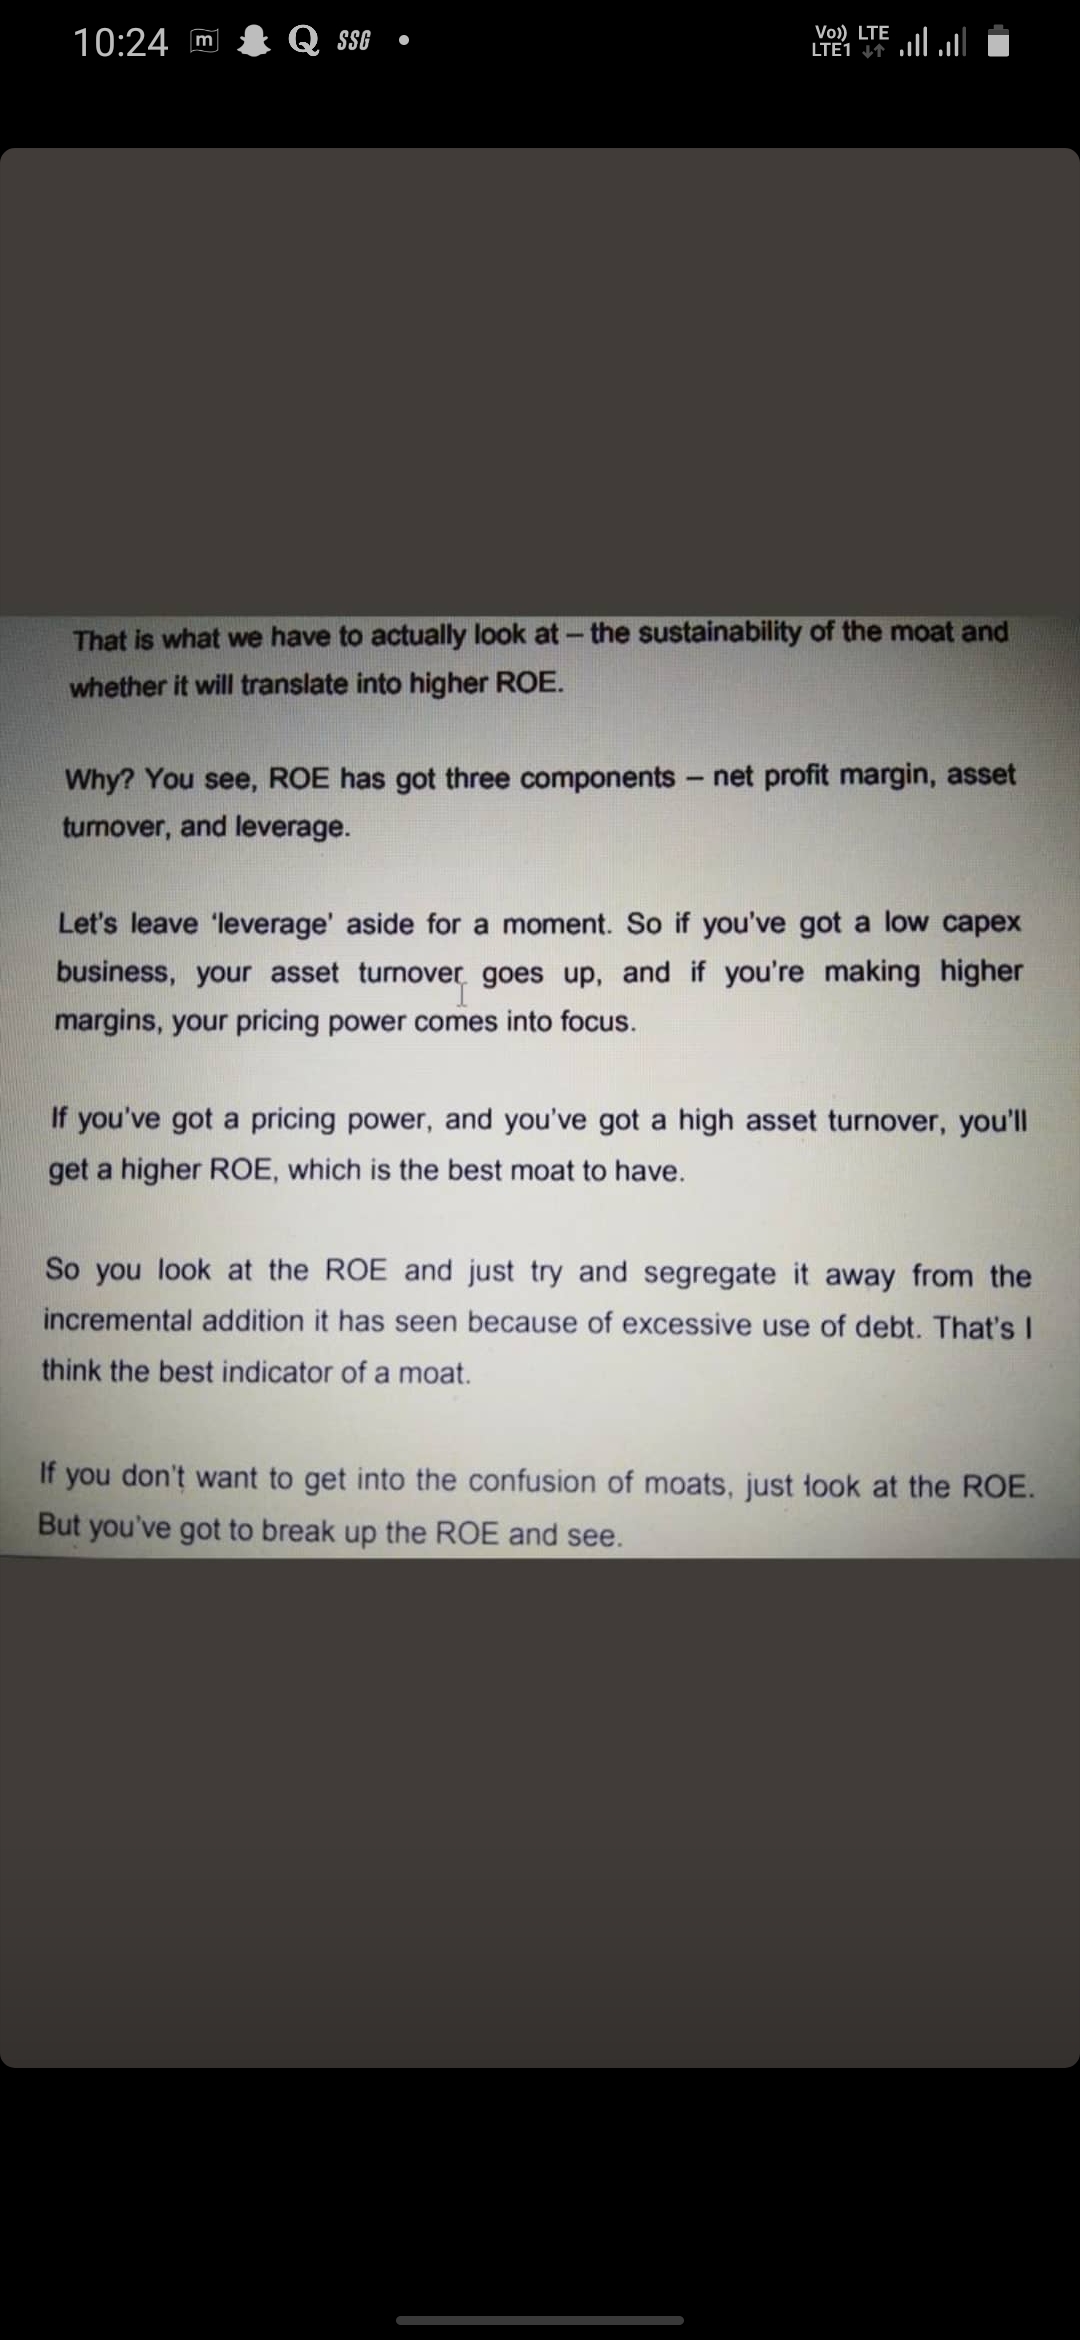 10:24 m Q SSG
Vo)) LTE
LTE1
That is what we have to actually look at – the sustainability of the moat and
whether it will translate into higher ROE.
Why? You see, ROE has got three components – net profit margin, asset
turnover, and leverage.
Let's leave 'leverage' aside for a moment. So if you've got a low capex
business, your asset turnover goes up, and if you're making higher
margins, your pricing power comes into focus.
If you've got a pricing power, and you've got a high asset turnover, you'll
get a higher ROE, which is the best moat to have.
So you look at the ROE and just try and segregate it away from the
incremental addition it has seen because of excessive use of debt. That's I
think the best indicator of a moat.
If you don't want to get into the confusion of moats, just look at the ROE.
But you've got to break up the ROE and see.